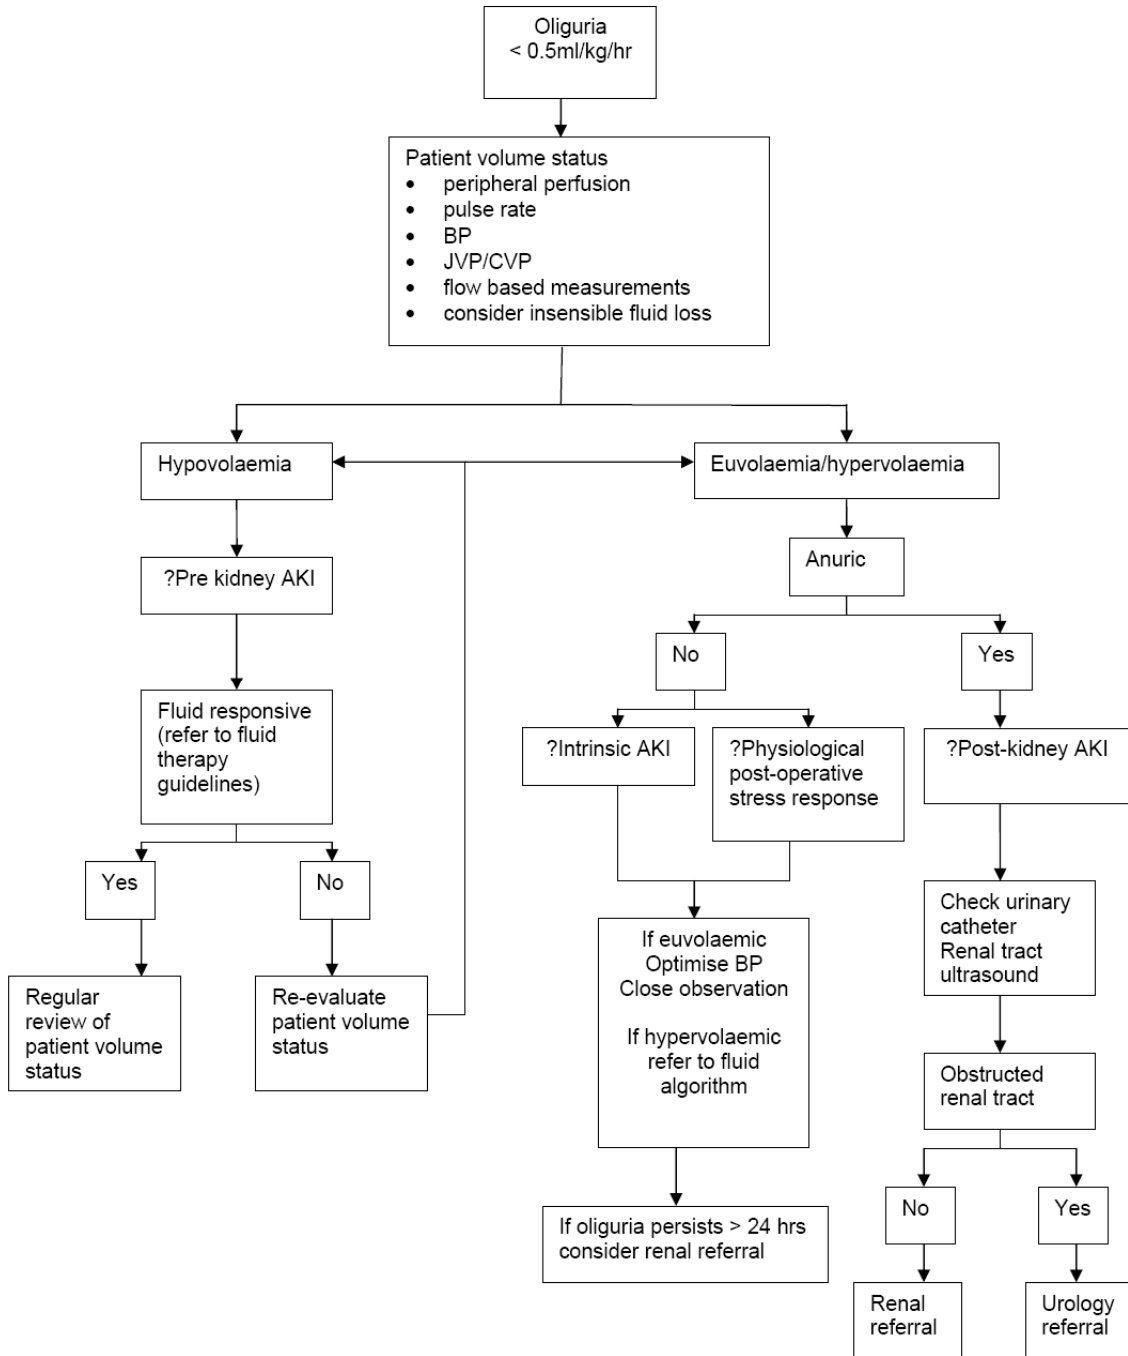 Oliguria
< 0.5ml/kg/hr
Patient volume status
• peripheral perfusion
• pulse rate
• BP
• JVP/CVP
• flow based measurements
• consider insensible fluid loss
Hypovolaemia
Euvolaemia/hypervolaemia
?Pre kidney AKI
Anuric
No
Yes
Fluid responsive
(refer to fluid
therapy
guidelines)
?Intrinsic AKI
?Physiological
post-operative
stress response
?Post-kidney AKI
Yes
No
Check urinary
catheter
Renal tract
ultrasound
Regular
review of
patient volume
status
Re-evaluate
patient volume
status
If euvolaemic
Optimise BP
Close observation
If hypervolaemic
refer to fluid
algorithm
Obstructed
renal tract
No
Yes
If oliguria persists > 24 hrs
consider renal referral
Renal
referral
Urology
referral